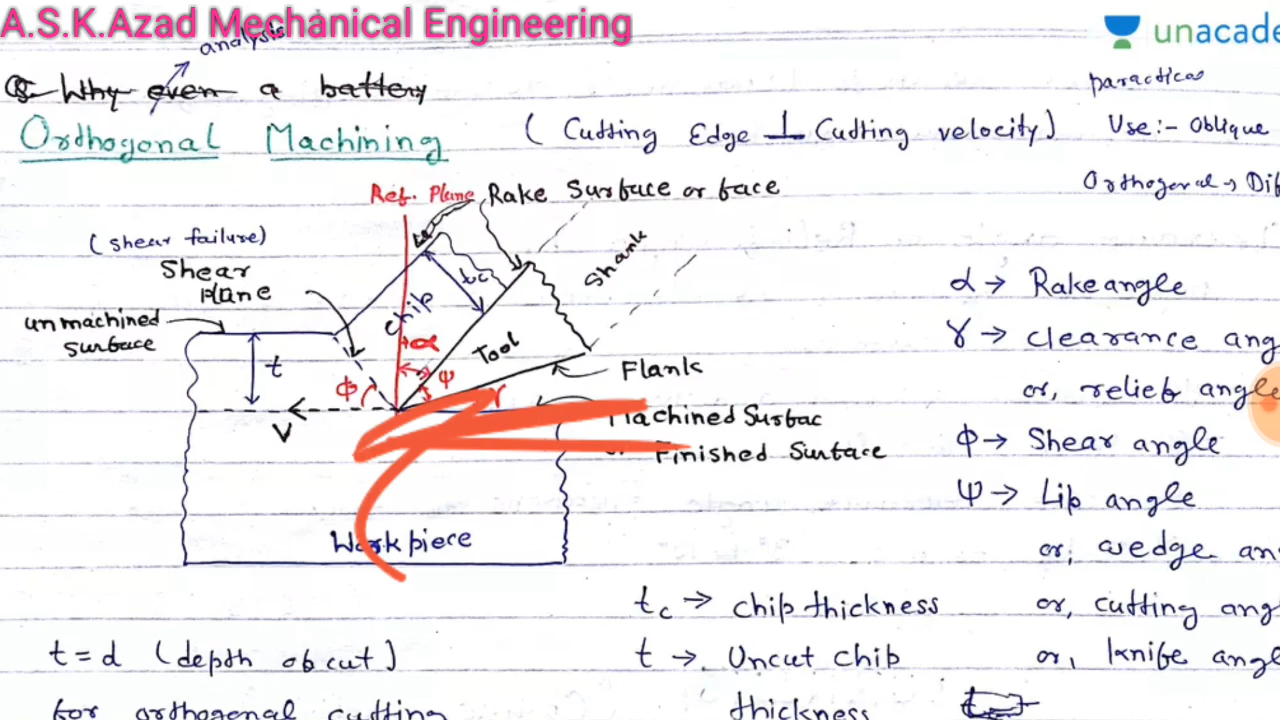 A.S.K.Azad Mechanical Engineering
unacade
analysis
Q. Why even a battery
Orthogonal Machining (Cutting Edge ⊥ Cutting velocity)
Use:- Oblique
Orthogonal →
Ref. Plane Rake Surface or face
(shear failure)
Shear
plane
unmachined
surface
t
tc
chip
+α
Tool
Shank
ψ
ϕ
γ
V
Flank
Machined Surfac
Finished Surface
Workpiece
α → Rake angle
γ → clearance ang
or, relief angle
ϕ → Shear angle
ψ → Lip angle
or, wedge an
tc → chip thickness or, cutting ang
t = d (depth of cut) t → Uncut chip or, knife ang
for orthogonal cutting thickness